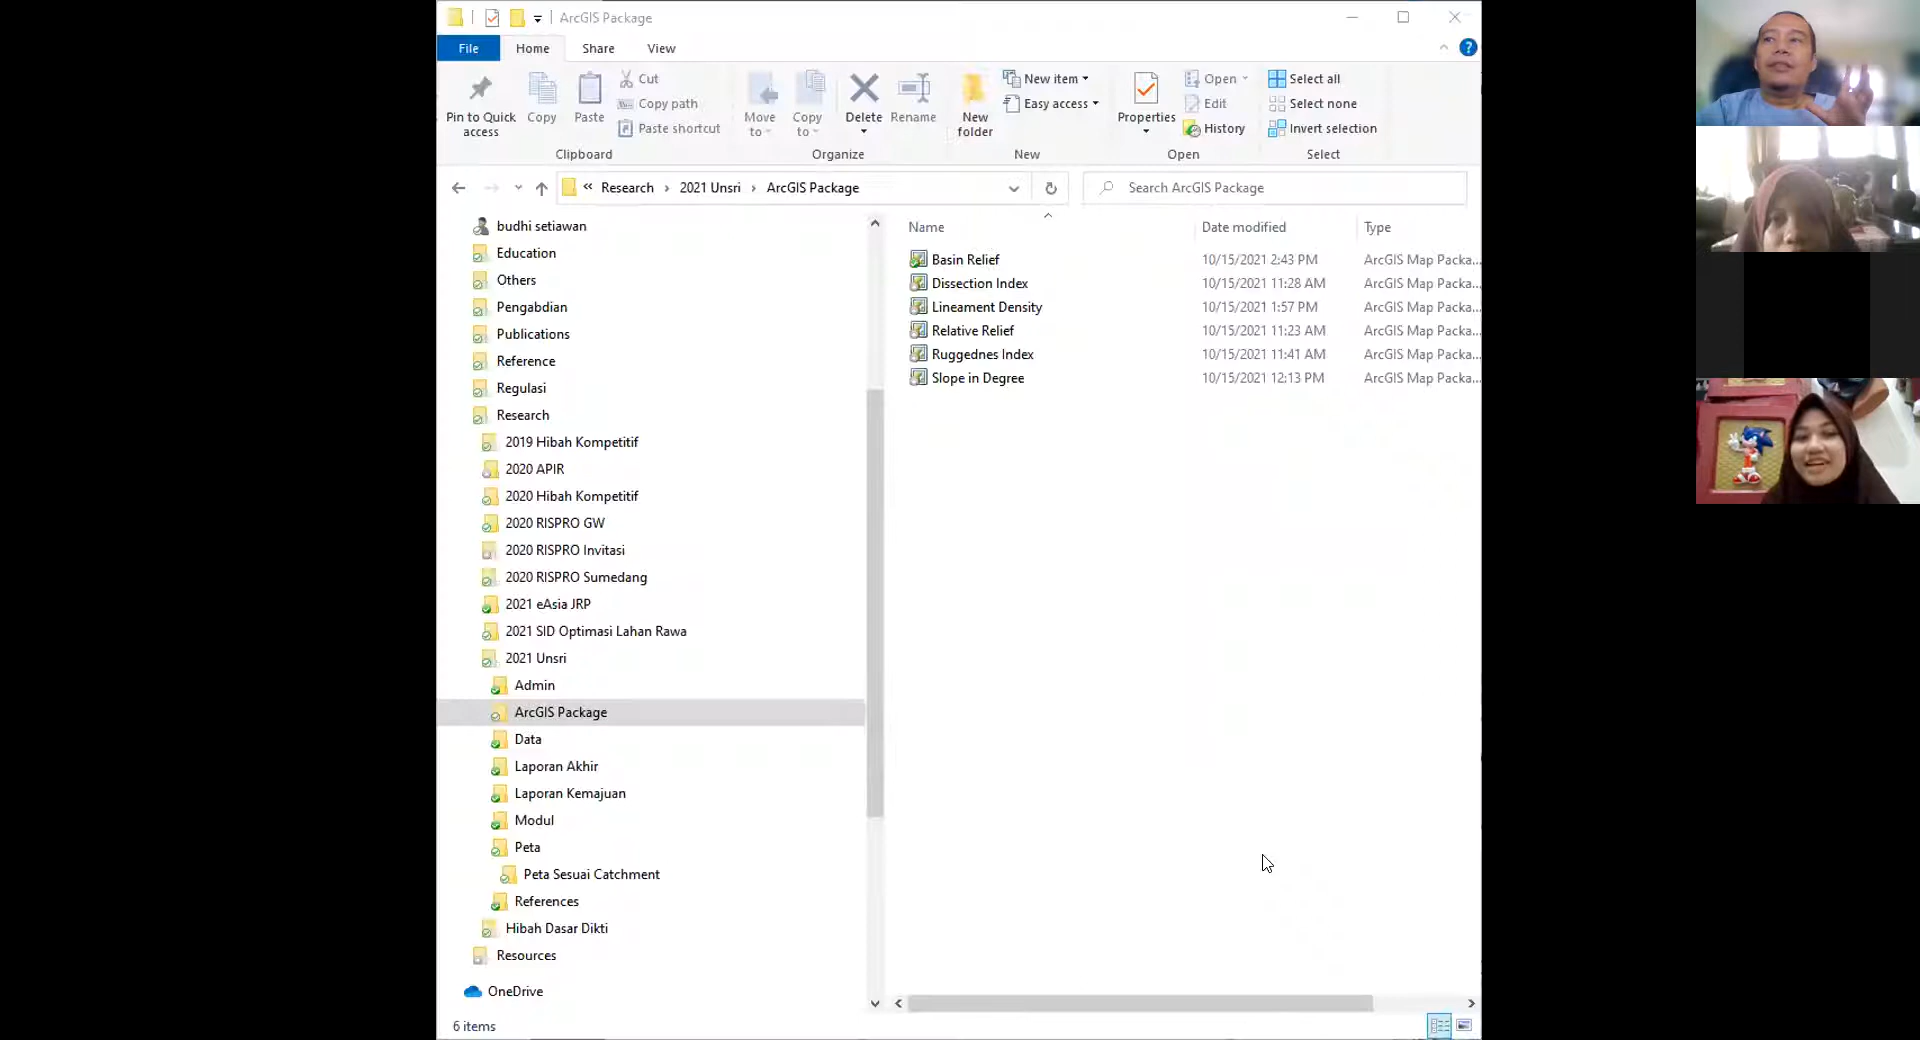 ArcGIS Package
File
Home
Share
View
Pin to Quick access
Copy
Paste
Cut
Copy path
Paste shortcut
Clipboard
Move to
Copy to
Delete
Rename
Organize
New folder
New item
Easy access
New
Properties
Open
Edit
History
Open
Select all
Select none
Invert selection
Select
« Research › 2021 Unsri › ArcGIS Package
Search ArcGIS Package
budhi setiawan
Education
Others
Pengabdian
Publications
Reference
Regulasi
Research
2019 Hibah Kompetitif
2020 APIR
2020 Hibah Kompetitif
2020 RISPRO GW
2020 RISPRO Invitasi
2020 RISPRO Sumedang
2021 eAsia JRP
2021 SID Optimasi Lahan Rawa
2021 Unsri
Admin
ArcGIS Package
Data
Laporan Akhir
Laporan Kemajuan
Modul
Peta
Peta Sesuai Catchment
References
Hibah Dasar Dikti
Resources
OneDrive
Name Date modified Type
Basin Relief 10/15/2021 2:43 PM ArcGIS Map Packa...
Dissection Index 10/15/2021 11:28 AM ArcGIS Map Packa...
Lineament Density 10/15/2021 1:57 PM ArcGIS Map Packa...
Relative Relief 10/15/2021 11:23 AM ArcGIS Map Packa...
Ruggednes Index 10/15/2021 11:41 AM ArcGIS Map Packa...
Slope in Degree 10/15/2021 12:13 PM ArcGIS Map Packa...
6 items